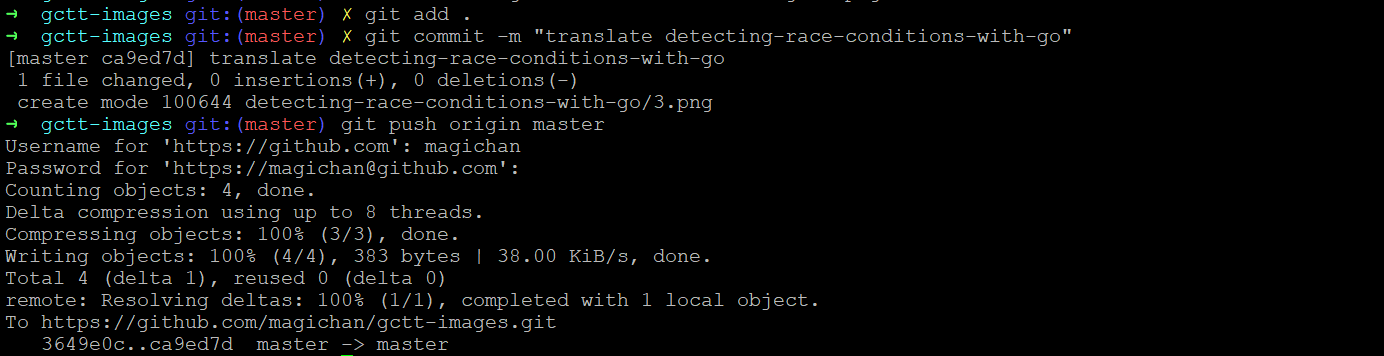 → gctt-images git:(master) ✗ git add .
→ gctt-images git:(master) ✗ git commit -m "translate detecting-race-conditions-with-go"
[master ca9ed7d] translate detecting-race-conditions-with-go
 1 file changed, 0 insertions(+), 0 deletions(-)
 create mode 100644 detecting-race-conditions-with-go/3.png
→ gctt-images git:(master) git push origin master
Username for 'https://github.com': magichan
Password for 'https://magichan@github.com':
Counting objects: 4, done.
Delta compression using up to 8 threads.
Compressing objects: 100% (3/3), done.
Writing objects: 100% (4/4), 383 bytes | 38.00 KiB/s, done.
Total 4 (delta 1), reused 0 (delta 0)
remote: Resolving deltas: 100% (1/1), completed with 1 local object.
To https://github.com/magichan/gctt-images.git
   3649e0c..ca9ed7d  master -> master